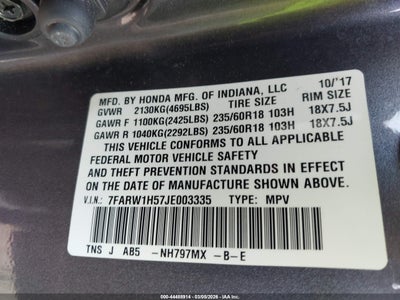 MFD. BY HONDA MFG. OF INDIANA, LLC 10/'17
GVWR 2130KG(4695LBS) TIRE SIZE RIM SIZE
GAWR F 1100KG(2425LBS) 235/60R18 103H 18X7.5J
GAWR R 1040KG(2292LBS) 235/60R18 103H 18X7.5J
THIS VEHICLE CONFORMS TO ALL APPLICABLE
FEDERAL MOTOR VEHICLE SAFETY
AND THEFT PREVENTION STANDARDS IN EFFECT
ON THE DATE OF MANUFACTURE SHOWN ABOVE.
V.I.N.: 7FARW1H57JE003335 TYPE: MPV
TNS J AB5 -NH797MX -B-E
000-44488914 - 03/09/2026 - IAAI